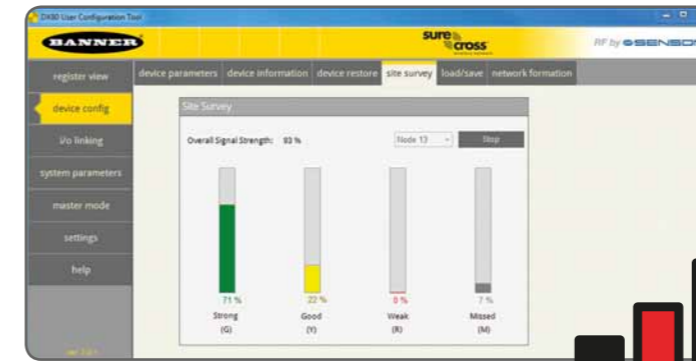 DX80 User Configuration Tool
BANNER
sure cross
RF by SENSOR
register view
device parameters device information device restore site survey load/save network formation
device config
i/o linking
system parameters
master mode
settings
help
Site Survey
Overall Signal Strength: 93 %
Node 13
Stop
71 % 22 % 0 % 7 %
Strong Good Weak Missed
(G) (Y) (R) (M)